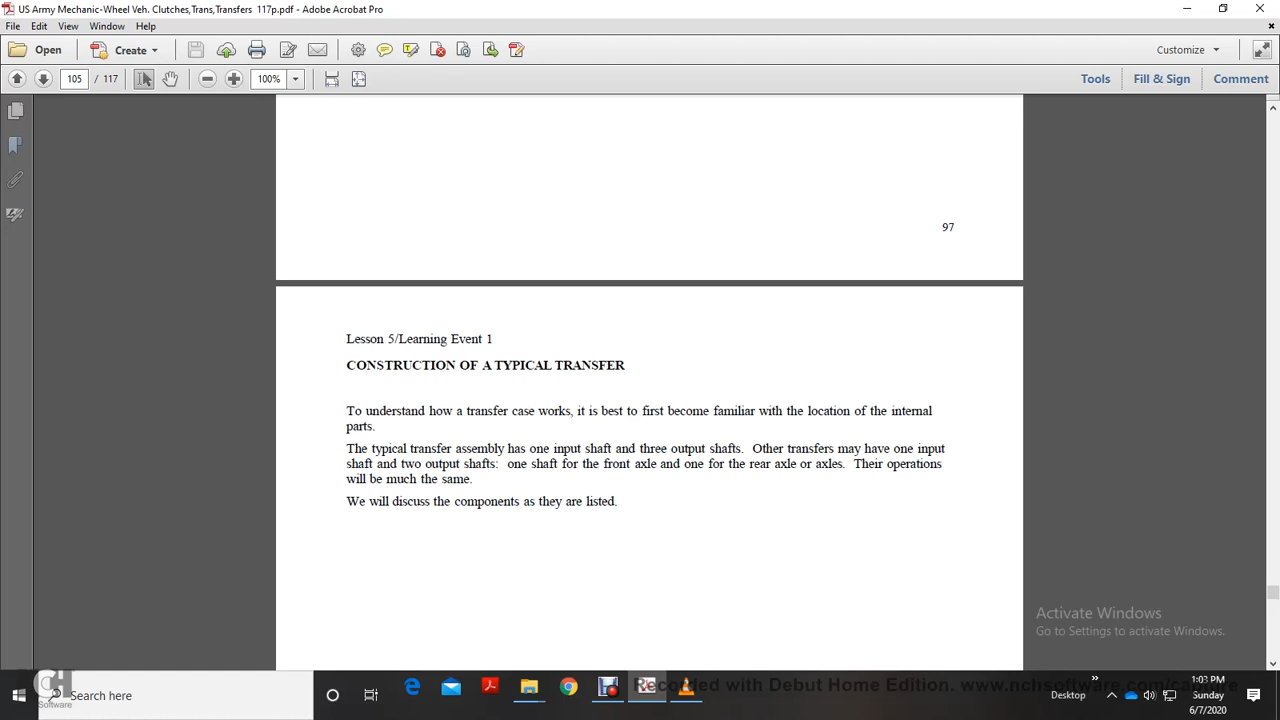 US Army Mechanic-Wheel Veh. Clutches,Trans,Transfers 117p.pdf - Adobe Acrobat Pro
File Edit View Window Help
Open Create Customize
105 / 117 100% Tools Fill & Sign Comment
97
Lesson 5/Learning Event 1
CONSTRUCTION OF A TYPICAL TRANSFER
To understand how a transfer case works, it is best to first become familiar with the location of the internal
parts.
The typical transfer assembly has one input shaft and three output shafts. Other transfers may have one input
shaft and two output shafts: one shaft for the front axle and one for the rear axle or axles. Their operations
will be much the same.
We will discuss the components as they are listed.
Activate Windows
Go to Settings to activate Windows.
Recorded with Debut Home Edition. www.nchsoftware.com/capture
NCH
Software
Search here
Desktop
1:03 PM
Sunday
6/7/2020